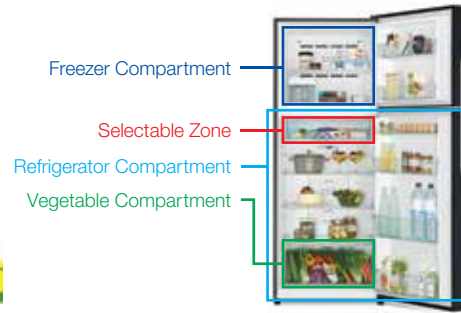 Freezer Compartment
Selectable Zone
Refrigerator Compartment
Vegetable Compartment